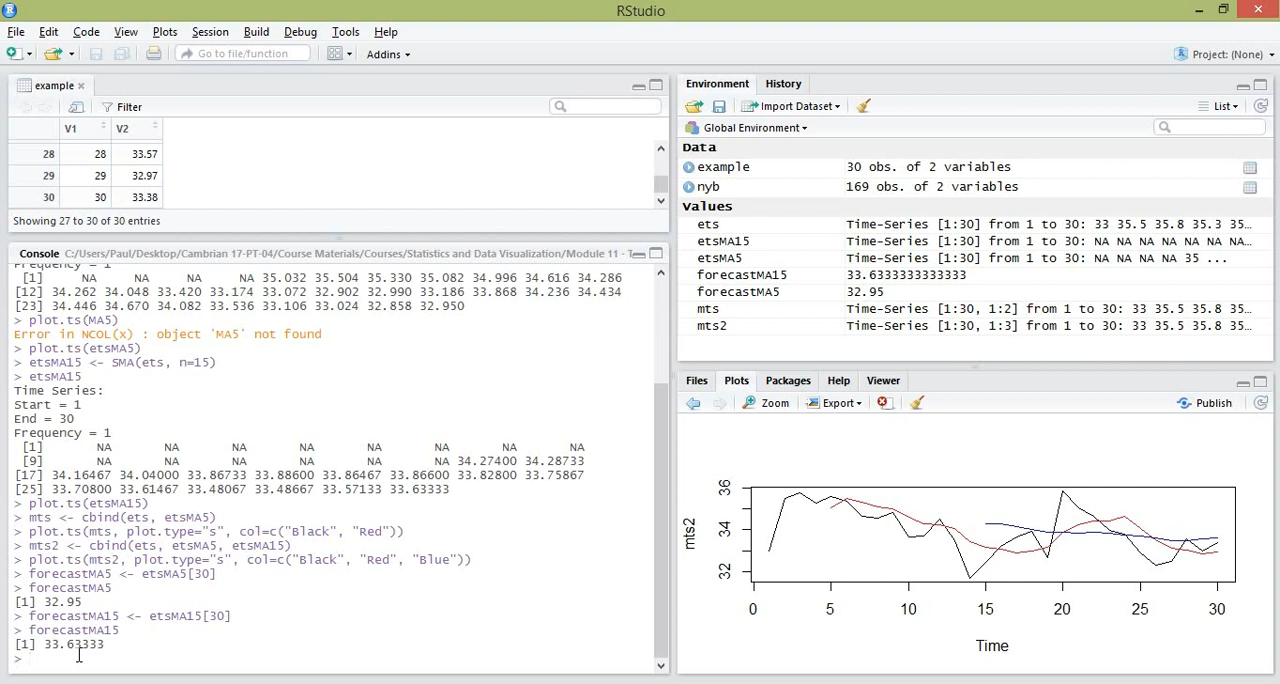 RStudio
File Edit Code View Plots Session Build Debug Tools Help
Go to file/function Addins Project: (None)
example
Filter
V1 V2
28 28 33.57
29 29 32.97
30 30 33.38
Showing 27 to 30 of 30 entries
Console C:/Users/Paul/Desktop/Cambrian 17-PT-04/Course Materials/Courses/Statistics and Data Visualization/Module 11 - T
Frequency = 1
[1] NA NA NA NA 35.032 35.504 35.330 35.082 34.996 34.616 34.286
[12] 34.262 34.048 33.420 33.174 33.072 32.902 32.990 33.186 33.868 34.236 34.434
[23] 34.446 34.670 34.082 33.536 33.106 33.024 32.858 32.950
> plot.ts(MA5)
Error in NCOL(x) : object 'MA5' not found
> plot.ts(etsMA5)
> etsMA15 <- SMA(ets, n=15)
> etsMA15
Time Series:
Start = 1
End = 30
Frequency = 1
[1] NA NA NA NA NA NA NA NA
[9] NA NA NA NA NA NA 34.27400 34.28733
[17] 34.16467 34.04000 33.86733 33.88600 33.86467 33.86600 33.82800 33.75867
[25] 33.70800 33.61467 33.48067 33.48667 33.57133 33.63333
> plot.ts(etsMA15)
> mts <- cbind(ets, etsMA5)
> plot.ts(mts, plot.type="s", col=c("Black", "Red"))
> mts2 <- cbind(ets, etsMA5, etsMA15)
> plot.ts(mts2, plot.type="s", col=c("Black", "Red", "Blue"))
> forecastMA5 <- etsMA5[30]
> forecastMA5
[1] 32.95
> forecastMA15 <- etsMA15[30]
> forecastMA15
[1] 33.63333
>
Environment History
Import Dataset List
Global Environment
Data
example 30 obs. of 2 variables
nyb 169 obs. of 2 variables
Values
ets Time-Series [1:30] from 1 to 30: 33 35.5 35.8 35.3 35…
etsMA15 Time-Series [1:30] from 1 to 30: NA NA NA NA NA NA NA…
etsMA5 Time-Series [1:30] from 1 to 30: NA NA NA NA 35 ...
forecastMA15 33.6333333333333
forecastMA5 32.95
mts Time-Series [1:30, 1:2] from 1 to 30: 33 35.5 35.8 35…
mts2 Time-Series [1:30, 1:3] from 1 to 30: 33 35.5 35.8 35…
Files Plots Packages Help Viewer
Zoom Export Publish
mts2
36
34
32
0 5 10 15 20 25 30
Time